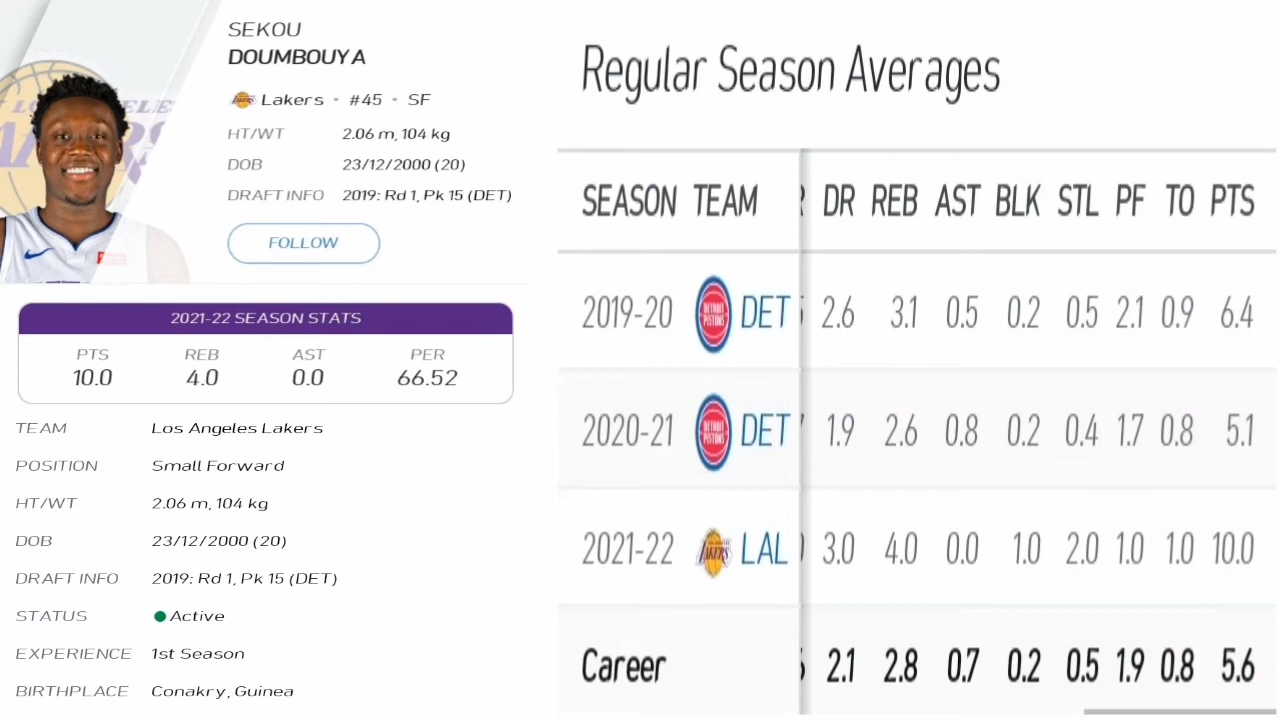 SEKOU
DOUMBOUYA
Lakers • #45 • SF
HT/WT 2.06 m, 104 kg
DOB 23/12/2000 (20)
DRAFT INFO 2019: Rd 1, Pk 15 (DET)
FOLLOW
2021-22 SEASON STATS
PTS REB AST PER
10.0 4.0 0.0 66.52
TEAM Los Angeles Lakers
POSITION Small Forward
HT/WT 2.06 m, 104 kg
DOB 23/12/2000 (20)
DRAFT INFO 2019: Rd 1, Pk 15 (DET)
STATUS Active
EXPERIENCE 1st Season
BIRTHPLACE Conakry, Guinea
Regular Season Averages
SEASON TEAM DR REB AST BLK STL PF TO PTS
2019-20 DETROIT PISTONS DET 2.6 3.1 0.5 0.2 0.5 2.1 0.9 6.4
2020-21 DETROIT PISTONS DET 1.9 2.6 0.8 0.2 0.4 1.7 0.8 5.1
2021-22 LAKERS LAL 3.0 4.0 0.0 1.0 2.0 1.0 1.0 10.0
Career 2.1 2.8 0.7 0.2 0.5 1.9 0.8 5.6